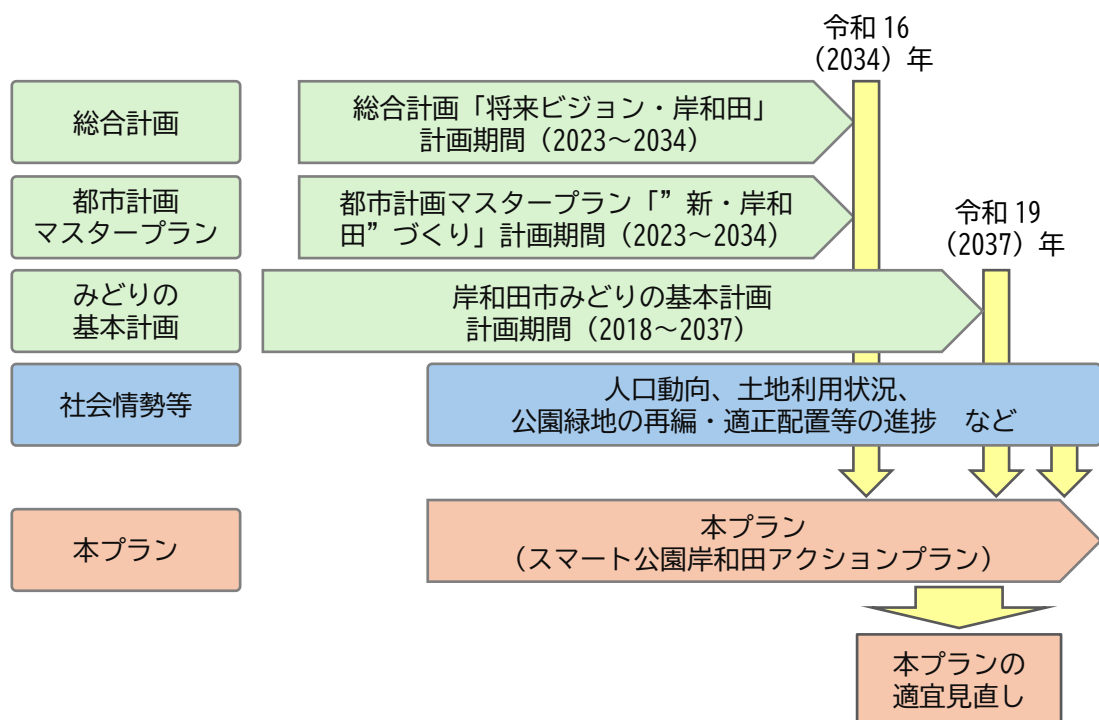 令和 16
（2034）年
総合計画
総合計画「将来ビジョン・岸和田」
計画期間（2023～2034）
都市計画
マスタープラン
都市計画マスタープラン「”新・岸和
田”づくり」計画期間（2023～2034）
令和 19
（2037）年
みどりの
基本計画
岸和田市みどりの基本計画
計画期間（2018～2037）
社会情勢等
人口動向、土地利用状況、
公園緑地の再編・適正配置等の進捗　など
本プラン
本プラン
（スマート公園岸和田アクションプラン）
本プランの
適宜見直し